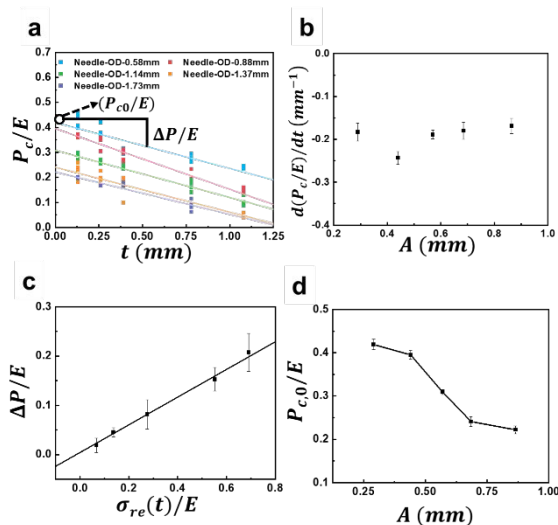 a
Needle-OD-0.58mm Needle-OD-0.88mm
Needle-OD-1.14mm Needle-OD-1.37mm
Needle-OD-1.73mm
(P_c0/E)
ΔP/E
P_c/E
0.7
0.6
0.5
0.4
0.3
0.2
0.1
0.0
0.00 0.25 0.50 0.75 1.00 1.25
t (mm)
b
d(P_c/E)/dt (mm⁻¹)
0.0
-0.1
-0.2
-0.3
-0.4
0.2 0.4 0.6 0.8 1.0
A (mm)
c
ΔP/E
0.3
0.2
0.1
0.0
0.0 0.2 0.4 0.6 0.8
σ_re(t)/E
d
P_c,0/E
0.5
0.4
0.3
0.2
0.1
0.25 0.50 0.75 1.00
A (mm)